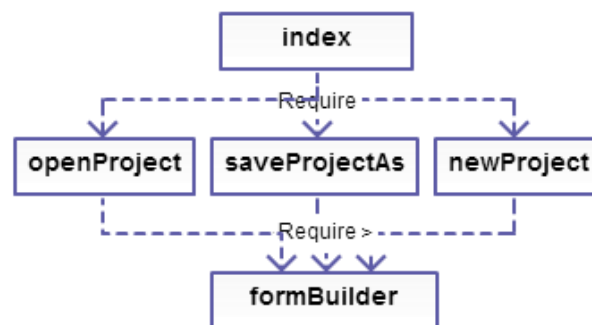 index
Require
openProject saveProjectAs newProject
Require >
formBuilder